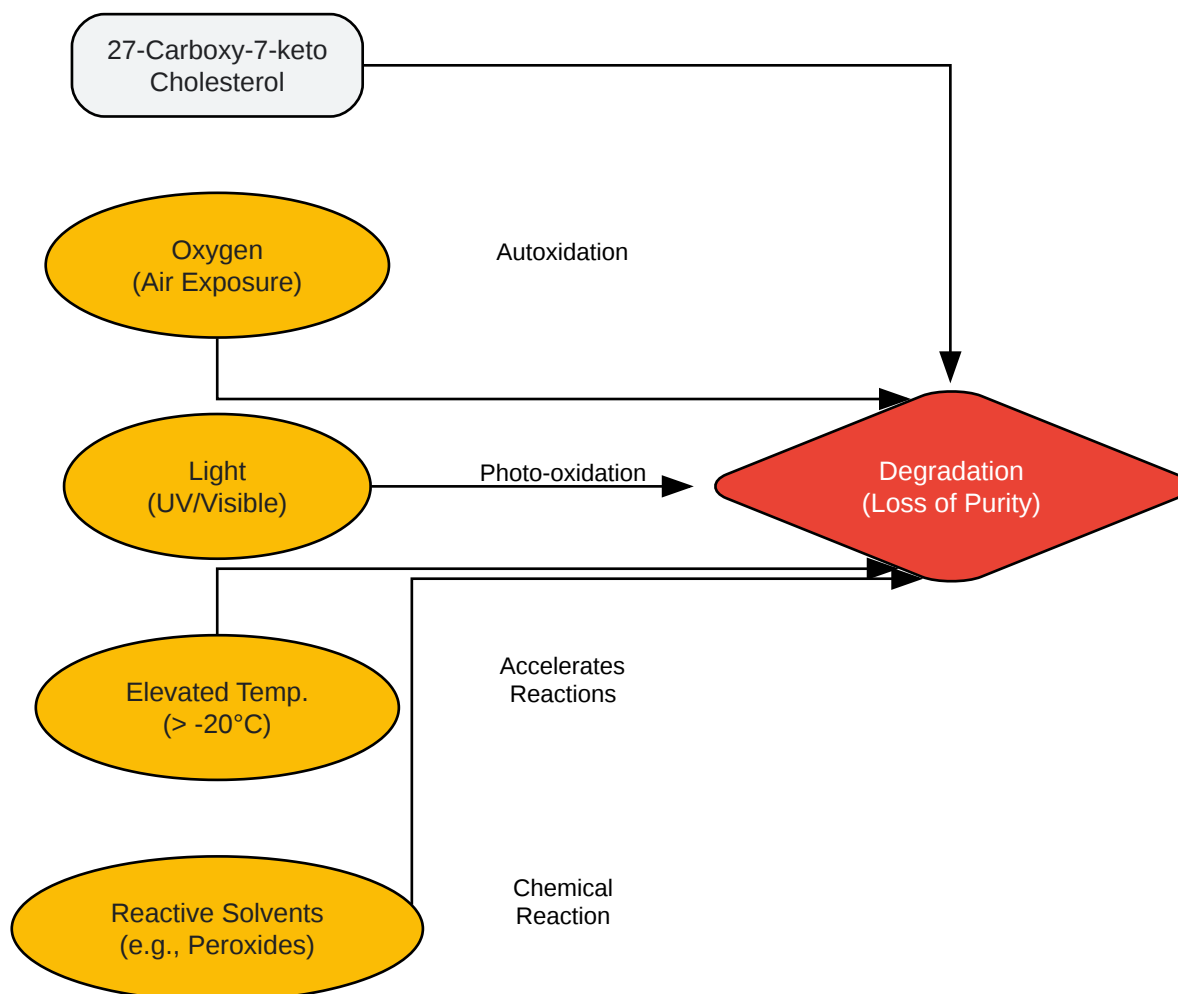 27-Carboxy-7-keto
Cholesterol
Oxygen
(Air Exposure)
Autoxidation
Light
(UV/Visible)
Photo-oxidation
Degradation
(Loss of Purity)
Elevated Temp.
(> -20°C)
Accelerates
Reactions
Reactive Solvents
(e.g., Peroxides)
Chemical
Reaction